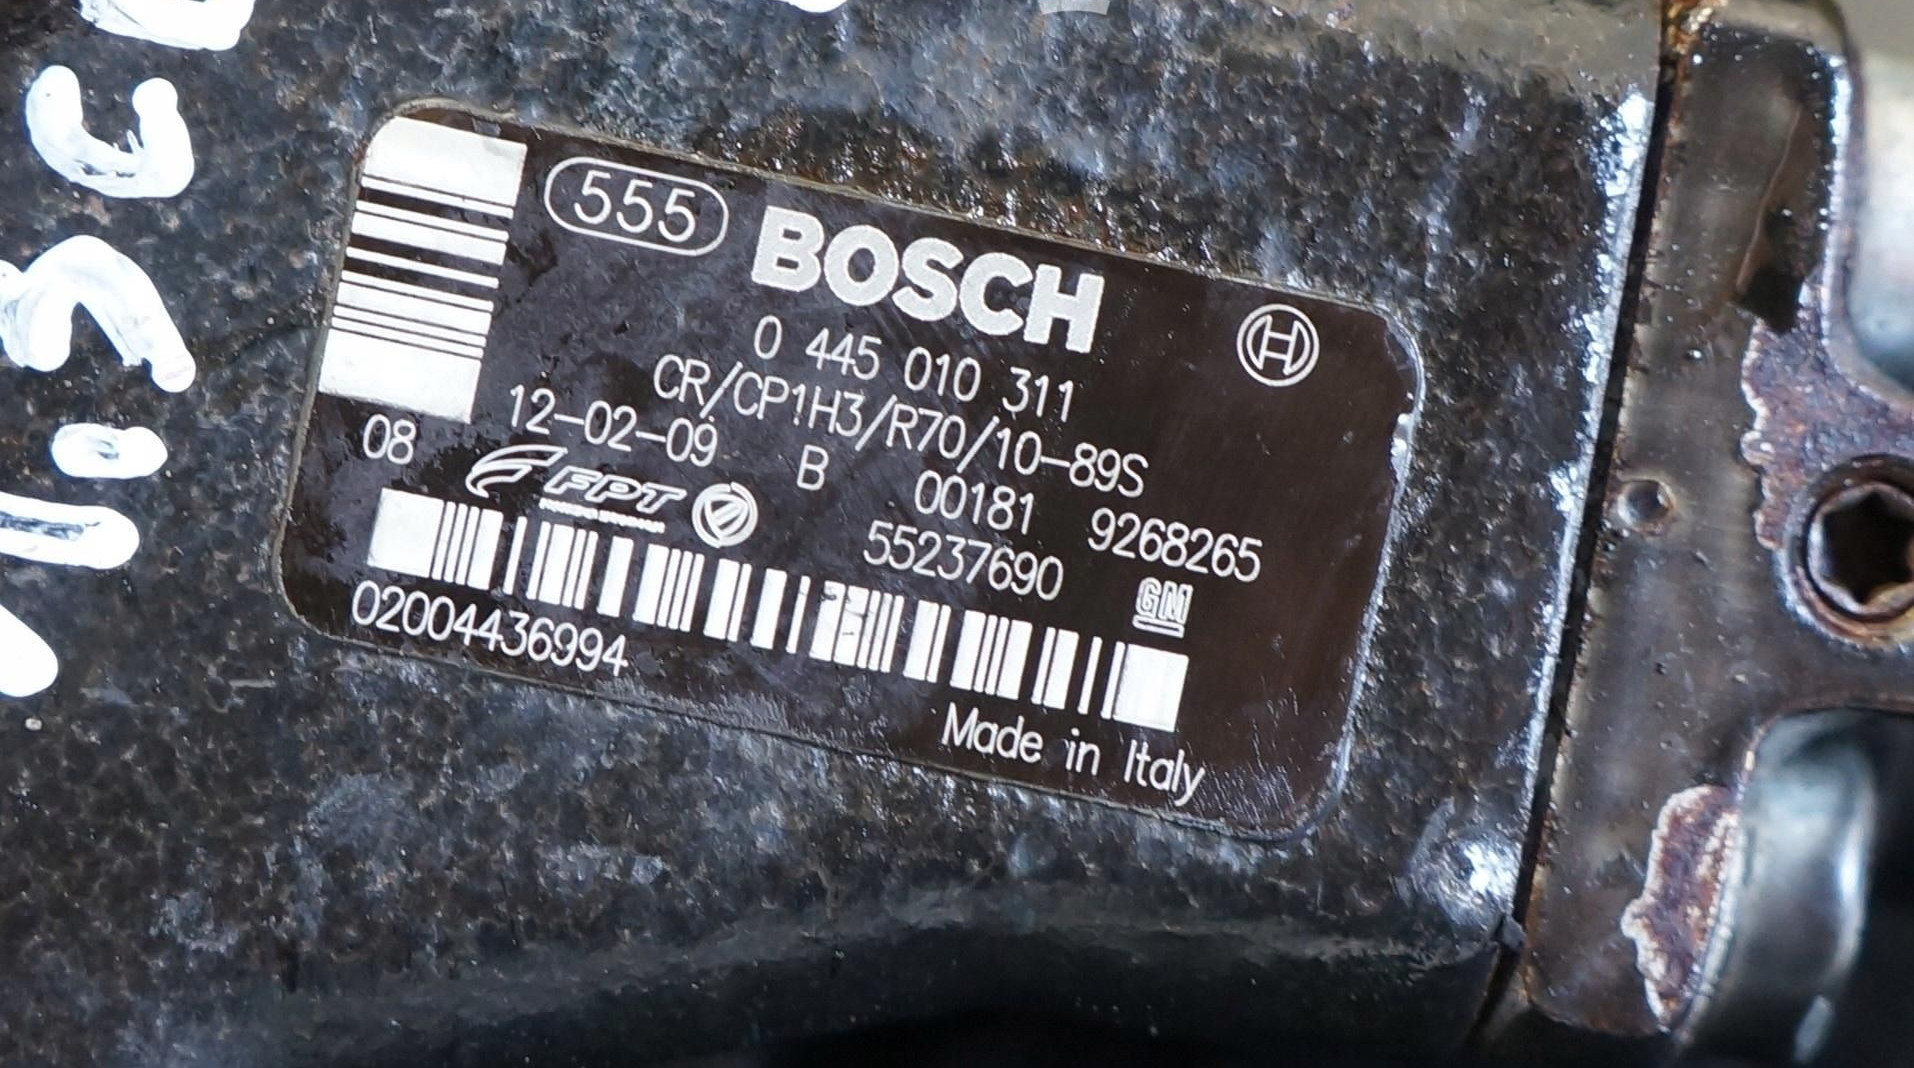 555 BOSCH
0 445 010 311
CR/CP1H3/R70/10-89S
08 12-02-09 B 00181 9268265
FPT 55237690 GM
02004436994
Made in Italy